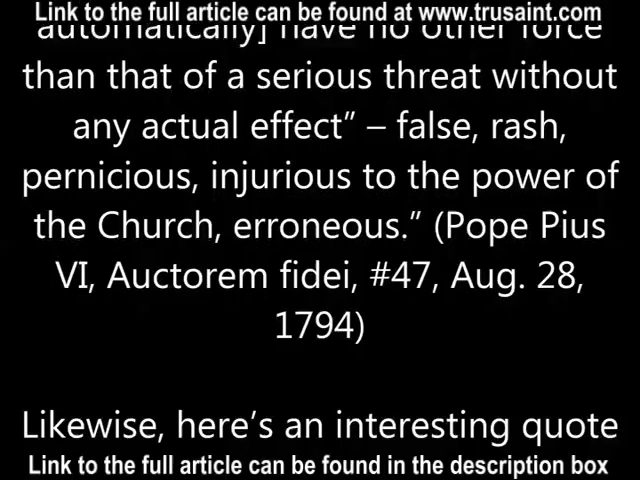 Link to the full article can be found at www.trusaint.com
automatically] have no other force
than that of a serious threat without
any actual effect” – false, rash,
pernicious, injurious to the power of
the Church, erroneous.” (Pope Pius
VI, Auctorem fidei, #47, Aug. 28,
1794)
Likewise, here’s an interesting quote
Link to the full article can be found in the description box